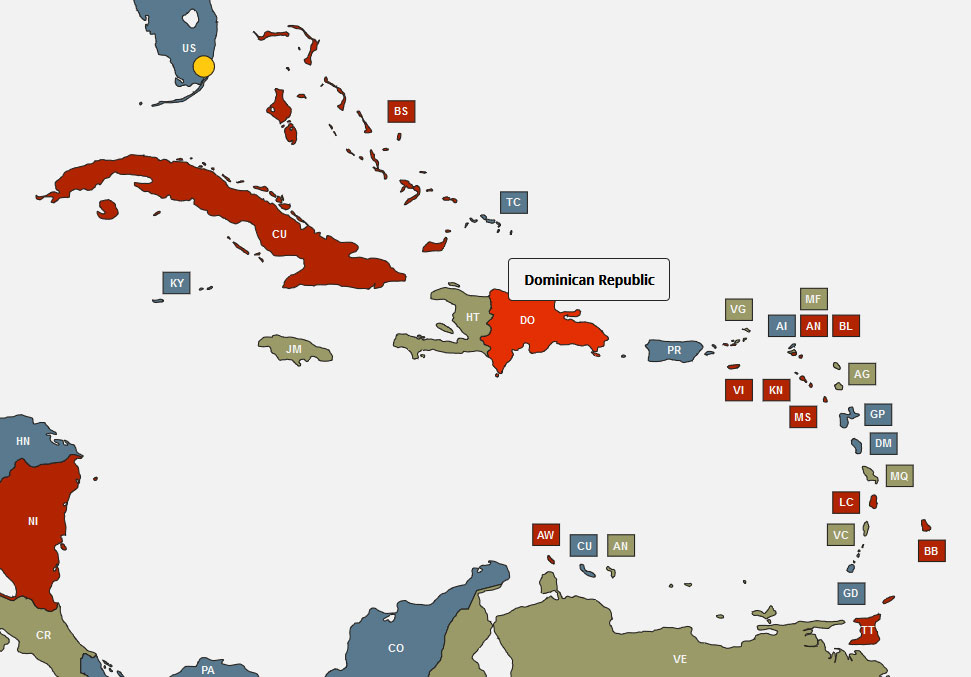 US
BS
TC
CU
KY
Dominican Republic
HT
DO
JM
PR
VG
MF
AI
AN
BL
VI
KN
MS
AG
GP
DM
MQ
HN
NI
LC
VC
BB
AW
CU
AN
GD
TT
CR
CO
PA
VE